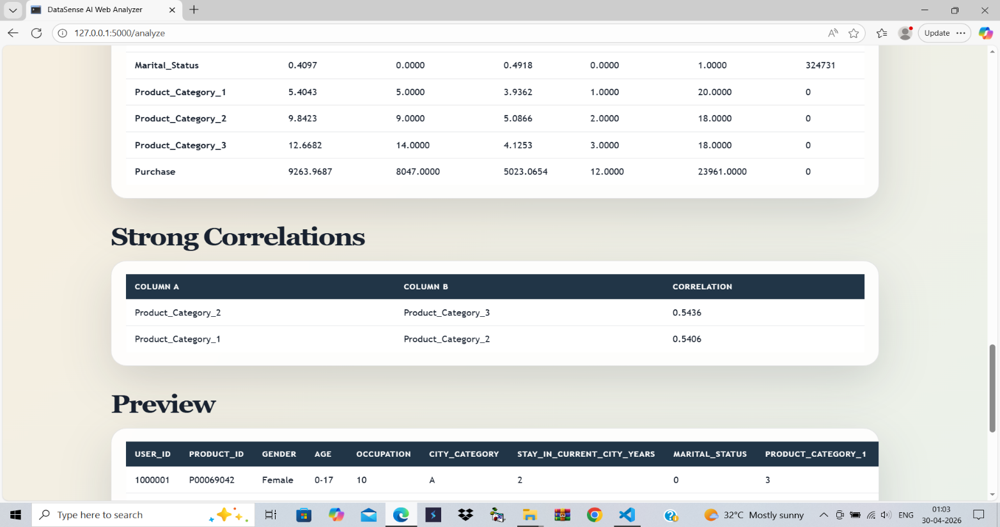 DataSense AI Web Analyzer
127.0.0.1:5000/analyze
Update
Marital_Status 0.4097 0.0000 0.4918 0.0000 1.0000 324731
Product_Category_1 5.4043 5.0000 3.9362 1.0000 20.0000 0
Product_Category_2 9.8423 9.0000 5.0866 2.0000 18.0000 0
Product_Category_3 12.6682 14.0000 4.1253 3.0000 18.0000 0
Purchase 9263.9687 8047.0000 5023.0654 12.0000 23961.0000 0
Strong Correlations
COLUMN A COLUMN B CORRELATION
Product_Category_2 Product_Category_3 0.5436
Product_Category_1 Product_Category_2 0.5406
Preview
USER_ID PRODUCT_ID GENDER AGE OCCUPATION CITY_CATEGORY STAY_IN_CURRENT_CITY_YEARS MARITAL_STATUS PRODUCT_CATEGORY_1
1000001 P00069042 Female 0-17 10 A 2 0 3
Type here to search
32°C Mostly sunny
ENG
01:03
30-04-2026